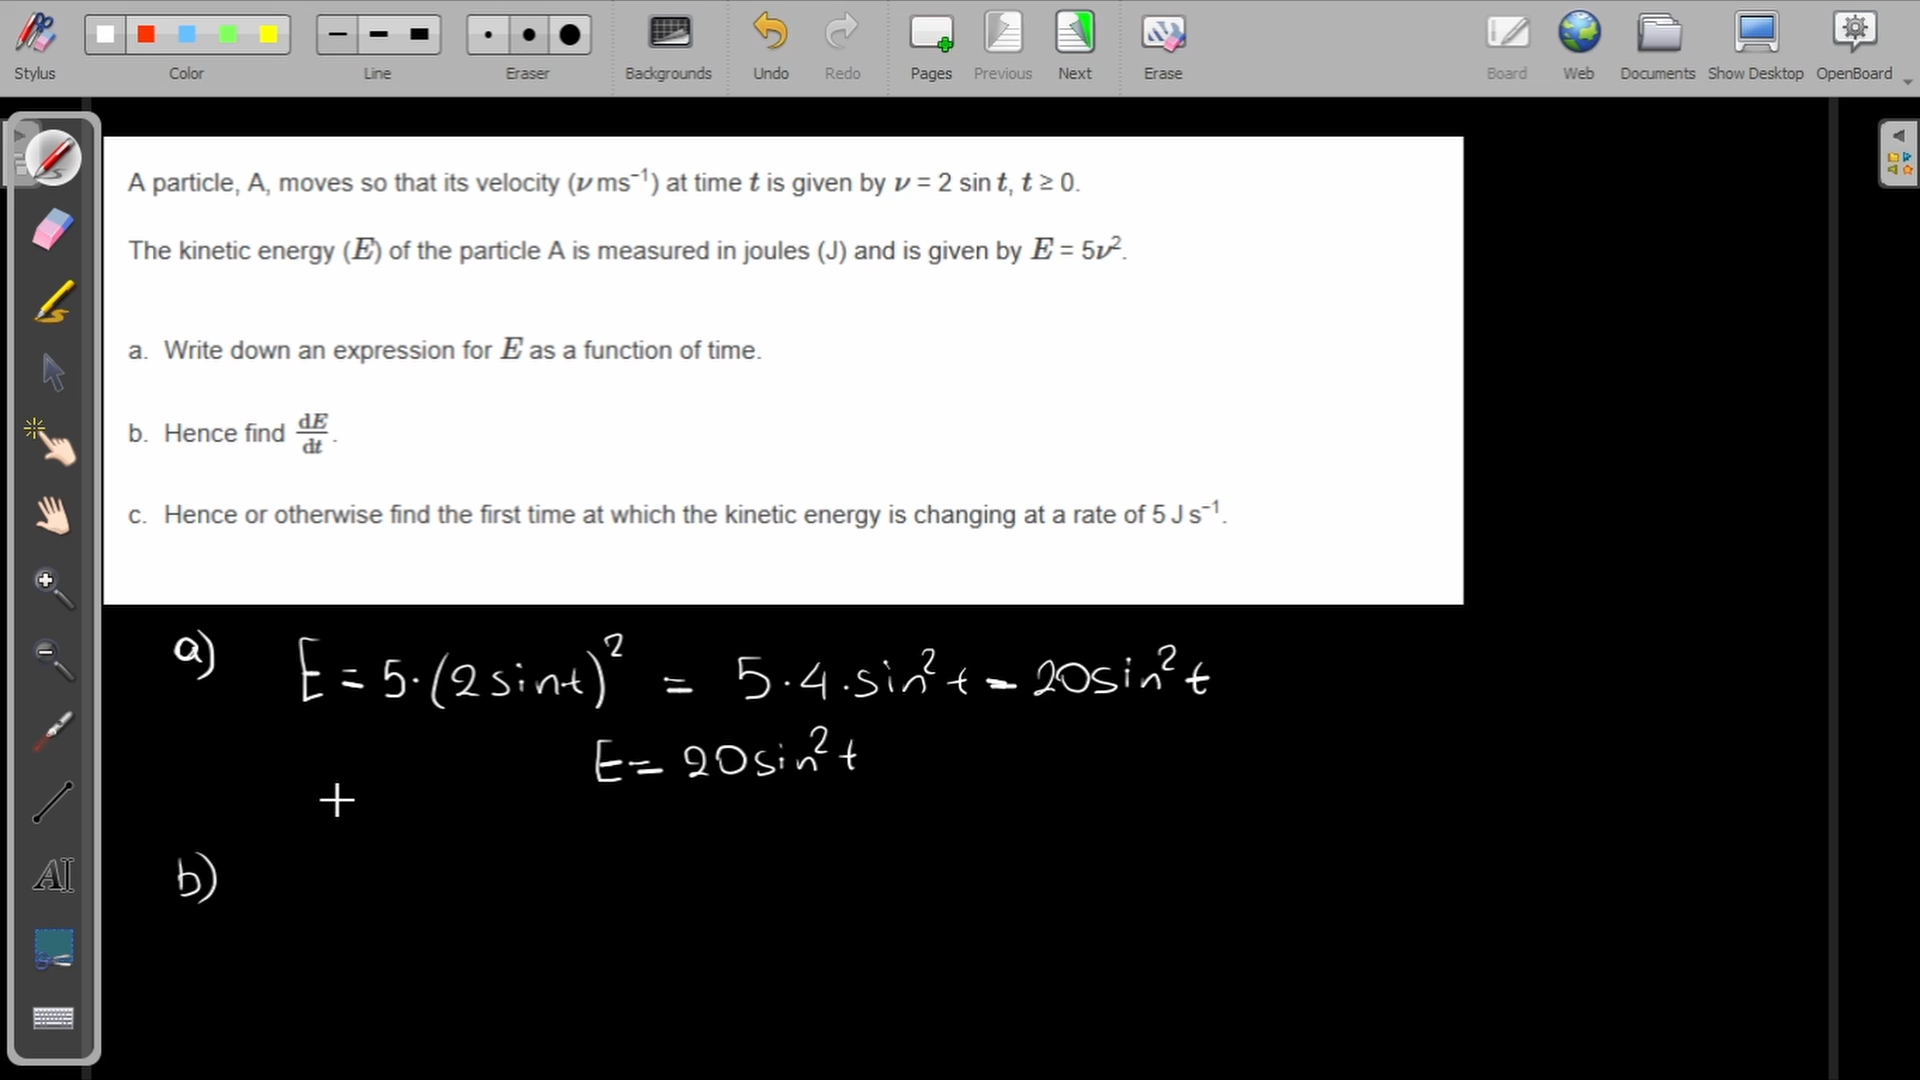 Stylus Color Line Eraser Backgrounds Undo Redo Pages Previous Next Erase Board Web Documents Show Desktop OpenBoard
A particle, A, moves so that its velocity (ν ms⁻¹) at time t is given by ν = 2 sin t, t ≥ 0.
The kinetic energy (E) of the particle A is measured in joules (J) and is given by E = 5ν².
a. Write down an expression for E as a function of time.
b. Hence find dE/dt.
c. Hence or otherwise find the first time at which the kinetic energy is changing at a rate of 5 J s⁻¹.
a) E = 5·(2 sint)² = 5·4·sin²t = 20sin²t
E = 20sin²t
b)
AI